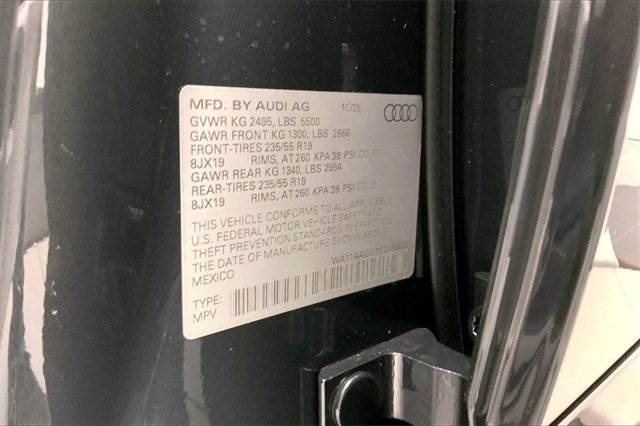 MFD. BY AUDI AG 10/25
GVWR KG 2495, LBS 5500
GAWR FRONT KG 1300, LBS 2866
FRONT-TIRES 235/55 R19
8JX19 RIMS, AT 260 KPA 38 PSI COLD
GAWR REAR KG 1340, LBS 2954
REAR-TIRES 235/55 R19
8JX19 RIMS, AT 260 KPA 38 PSI COLD
THIS VEHICLE CONFORMS TO ALL APPLICABLE
U.S. FEDERAL MOTOR VEHICLE SAFETY AND
THEFT PREVENTION STANDARDS IN EFFECT ON
THE DATE OF MANUFACTURE SHOWN ABOVE.
MEXICO
TYPE:
MPV